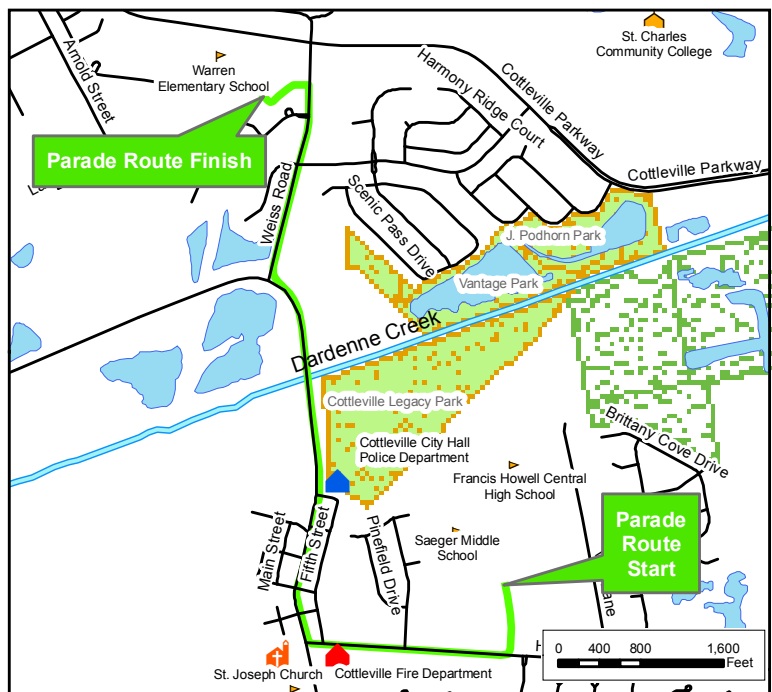 St. Charles
Community College
Arnold Street
Warren
Elementary School
Harmony Ridge Court
Cottleville Parkway
Cottleville Parkway
Parade Route Finish
Weiss Road
Scenic Pass Drive
J. Podhorn Park
Vantage Park
Dardenne Creek
Cottleville Legacy Park
Cottleville City Hall
Police Department
Brittany Cove Drive
Francis Howell Central
High School
Parade
Route
Start
Main Street
Fifth Street
Pinefield Drive
Saeger Middle
School
St. Joseph Church
Cottleville Fire Department
0 400 800 1,600
Feet